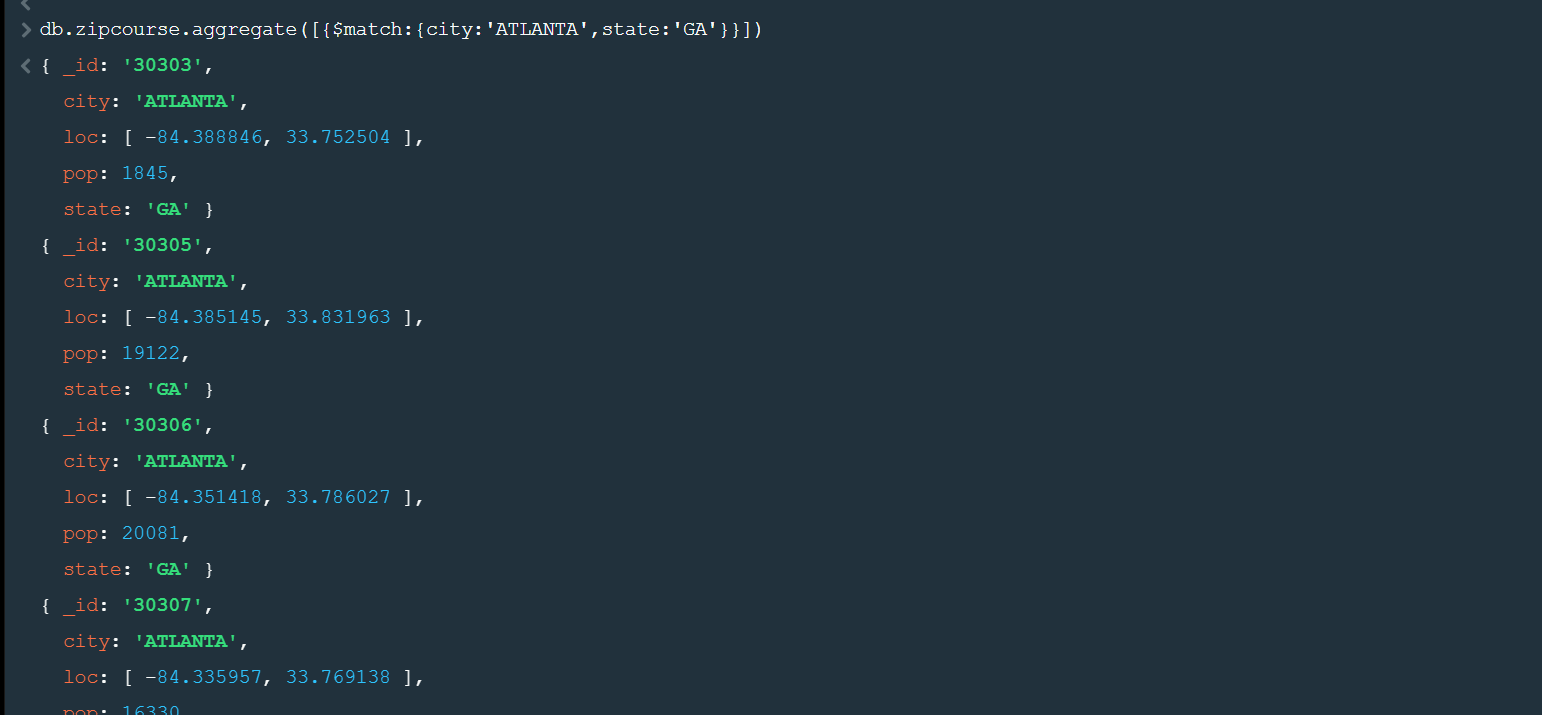 db.zipcourse.aggregate([{$match:{city:'ATLANTA',state:'GA'}}])
{ _id: '30303',
city: 'ATLANTA',
loc: [ -84.388846, 33.752504 ],
pop: 1845,
state: 'GA' }
{ _id: '30305',
city: 'ATLANTA',
loc: [ -84.385145, 33.831963 ],
pop: 19122,
state: 'GA' }
{ _id: '30306',
city: 'ATLANTA',
loc: [ -84.351418, 33.786027 ],
pop: 20081,
state: 'GA' }
{ _id: '30307',
city: 'ATLANTA',
loc: [ -84.335957, 33.769138 ],
pop: 16330